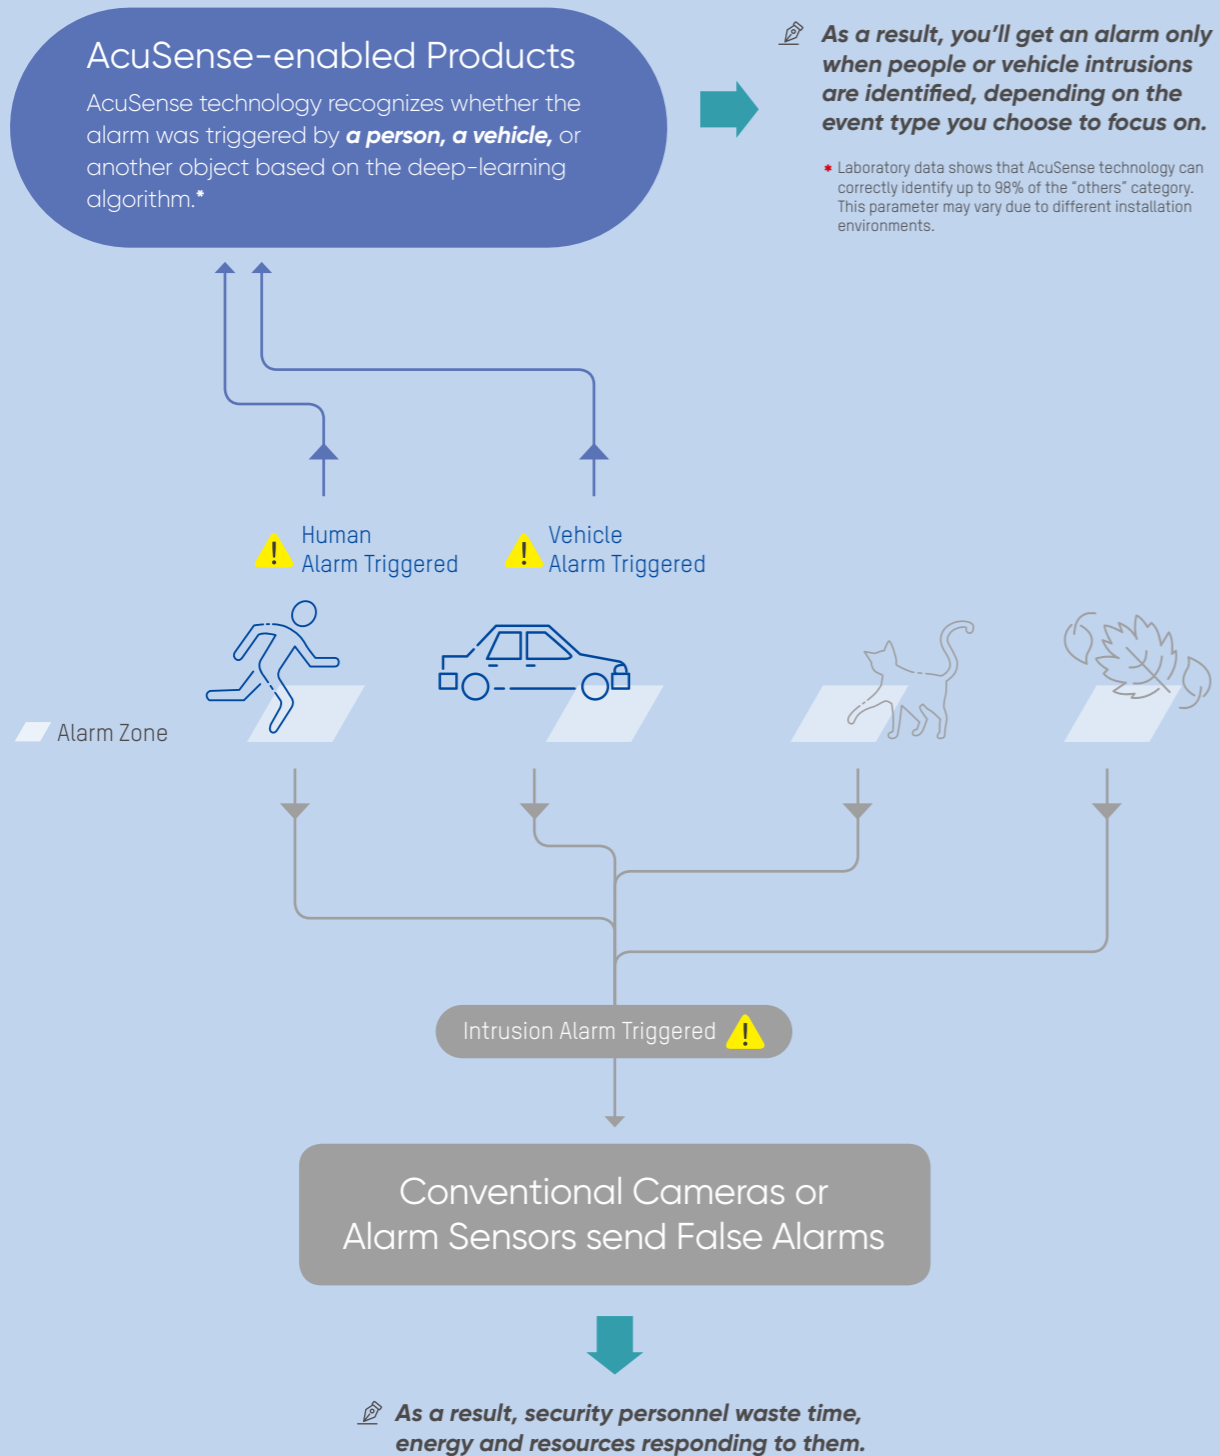 AcuSense-enabled Products
AcuSense technology recognizes whether the
alarm was triggered by a person, a vehicle, or
another object based on the deep-learning
algorithm.*
As a result, you’ll get an alarm only
when people or vehicle intrusions
are identified, depending on the
event type you choose to focus on.
* Laboratory data shows that AcuSense technology can
correctly identify up to 98% of the “others” category.
This parameter may vary due to different installation
environments.
Human
Alarm Triggered
Vehicle
Alarm Triggered
Alarm Zone
Intrusion Alarm Triggered
Conventional Cameras or
Alarm Sensors send False Alarms
As a result, security personnel waste time,
energy and resources responding to them.